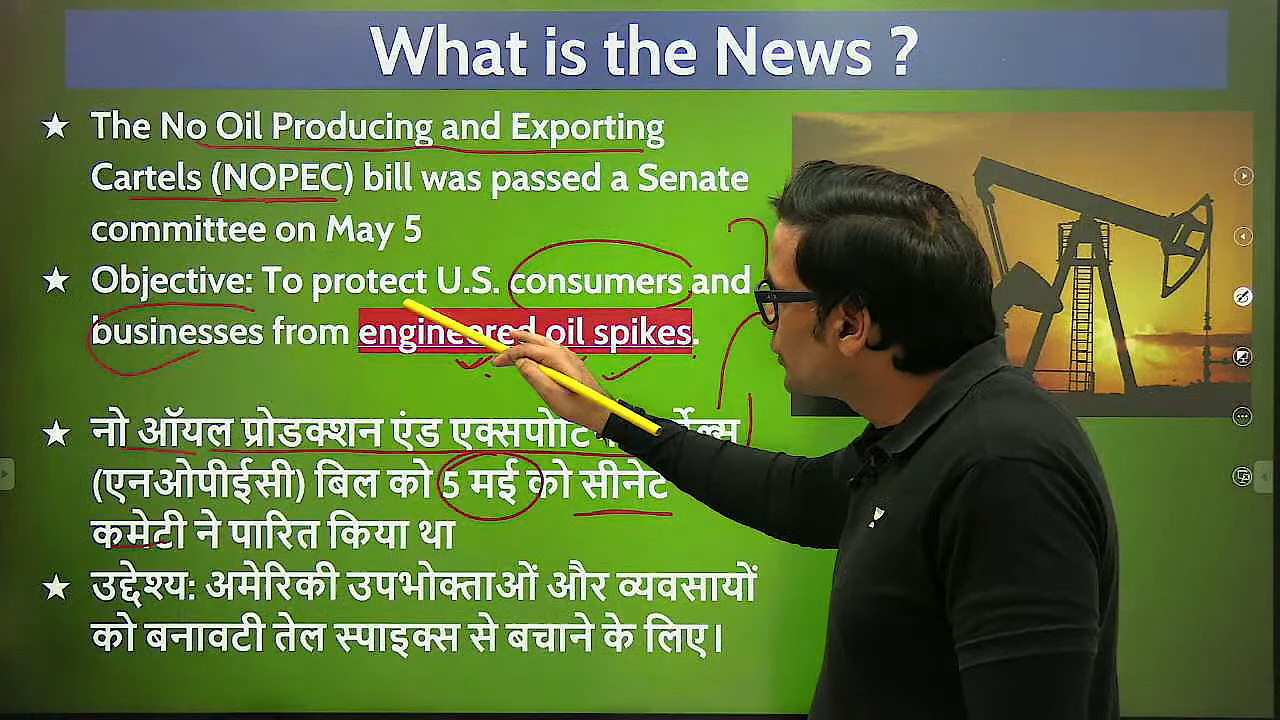 What is the News ?
★ The No Oil Producing and Exporting
Cartels (NOPEC) bill was passed a Senate
committee on May 5
★ Objective: To protect U.S. consumers and
businesses from engineered oil spikes.
★ नो ऑयल प्रोडक्शन एंड
(एनओपीईसी) बिल को 5 मई को सीनेट
कमेटी ने पारित किया था
★ उद्देश्य: अमेरिकी उपभोक्ताओं और व्यवसायों
को बनावटी तेल स्पाइक्स से बचाने के लिए।